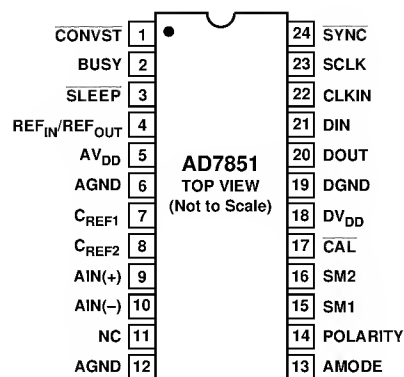 CONVST 1
BUSY 2
SLEEP 3
REFIN/REFOUT 4
AVDD 5
AGND 6
CREF1 7
CREF2 8
AIN(+) 9
AIN(–) 10
NC 11
AGND 12
AD7851
TOP VIEW
(Not to Scale)
24 SYNC
23 SCLK
22 CLKIN
21 DIN
20 DOUT
19 DGND
18 DVDD
17 CAL
16 SM2
15 SM1
14 POLARITY
13 AMODE